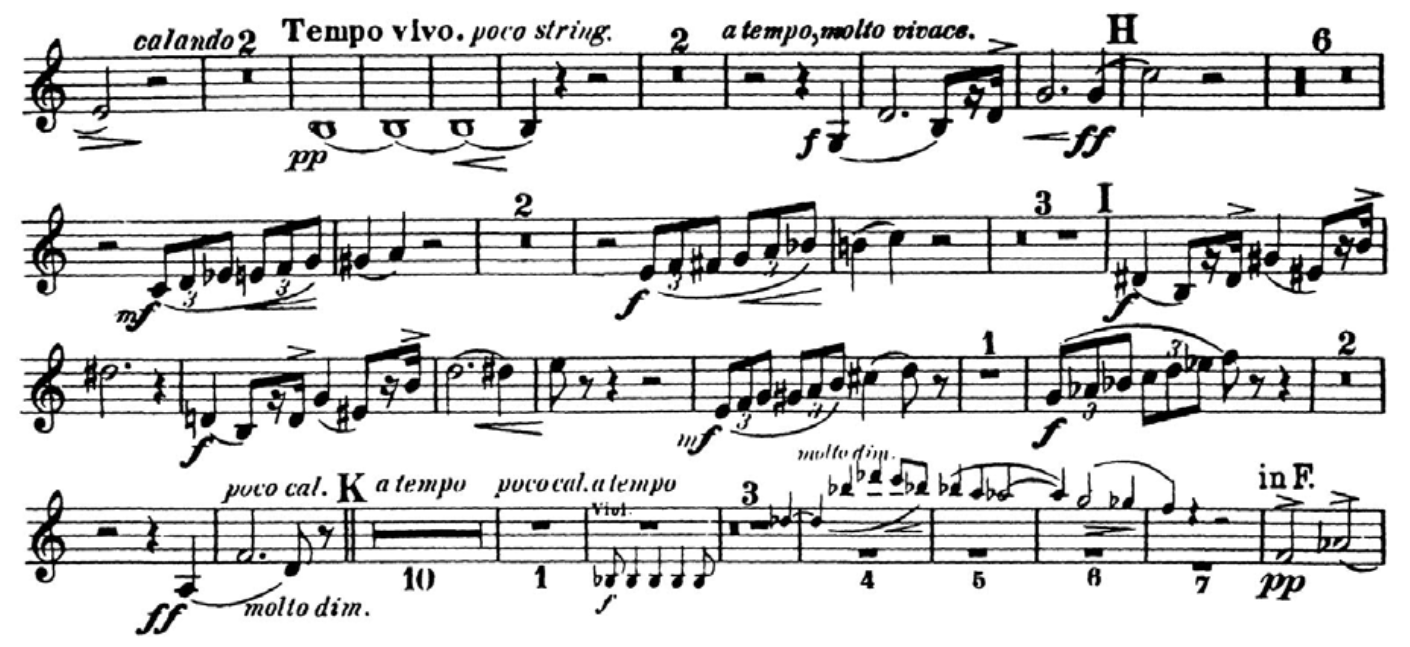 calando 2 Tempo vivo. poco string. 2 a tempo, molto vivace. H 6
pp f ff
2 3 I
mf 3 3 f 3 3 f
1 3 2
f mf 3 3 3 f
poco cal. K a tempo poco cal. a tempo Viol. 3 molto dim. in F.
10 1 4 5 6 7
ff molto dim. f pp